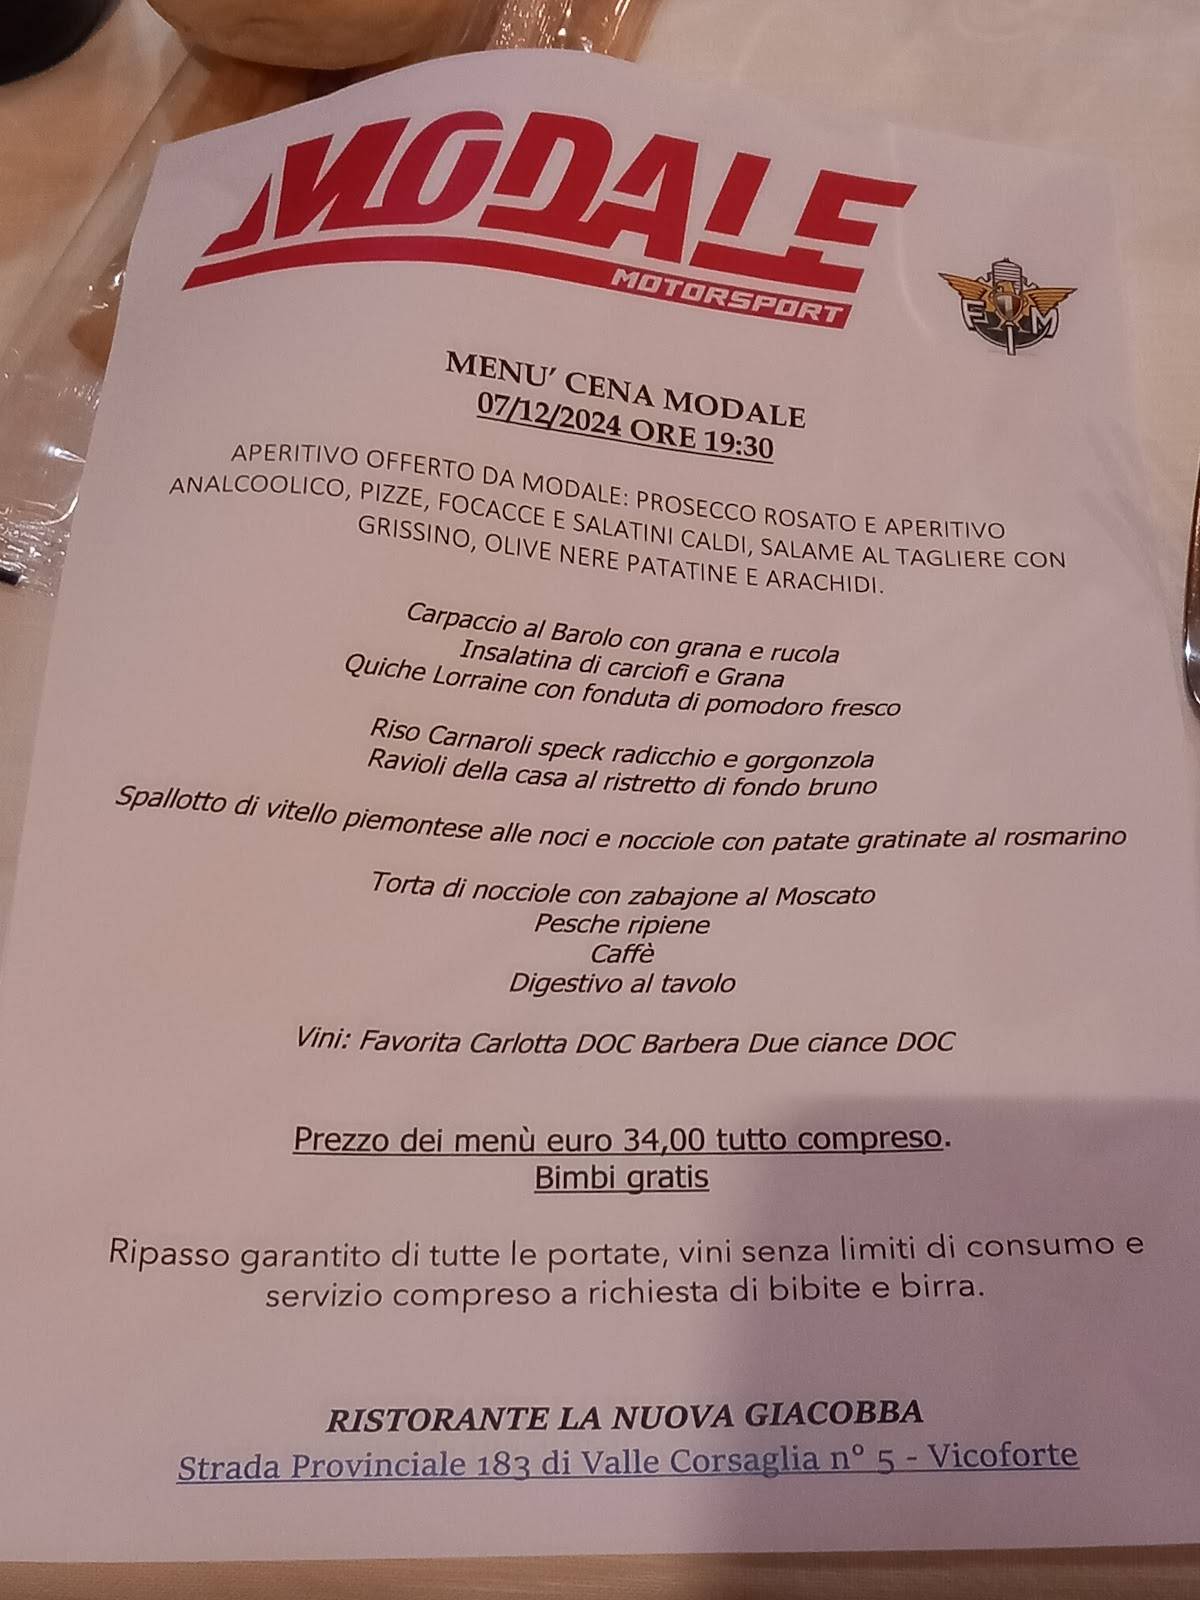 MODALE
MOTORSPORT
F M
MENU' CENA MODALE
07/12/2024 ORE 19:30
APERITIVO OFFERTO DA MODALE: PROSECCO ROSATO E APERITIVO
ANALCOOLICO, PIZZE, FOCACCE E SALATINI CALDI, SALAME AL TAGLIERE CON
GRISSINO, OLIVE NERE PATATINE E ARACHIDI.
Carpaccio al Barolo con grana e rucola
Insalatina di carciofi e Grana
Quiche Lorraine con fonduta di pomodoro fresco
Riso Carnaroli speck radicchio e gorgonzola
Ravioli della casa al ristretto di fondo bruno
Spallotto di vitello piemontese alle noci e nocciole con patate gratinate al rosmarino
Torta di nocciole con zabajone al Moscato
Pesche ripiene
Caffè
Digestivo al tavolo
Vini: Favorita Carlotta DOC Barbera Due ciance DOC
Prezzo dei menù euro 34,00 tutto compreso.
Bimbi gratis
Ripasso garantito di tutte le portate, vini senza limiti di consumo e
servizio compreso a richiesta di bibite e birra.
RISTORANTE LA NUOVA GIACOBBA
Strada Provinciale 183 di Valle Corsaglia n° 5 - Vicoforte